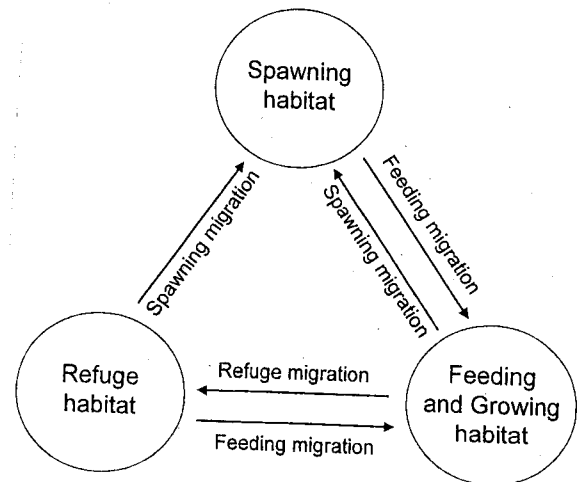 Spawning
habitat
Feeding migration
Spawning migration
Spawning migration
Refuge
habitat
Refuge migration
Feeding migration
Feeding
and Growing
habitat